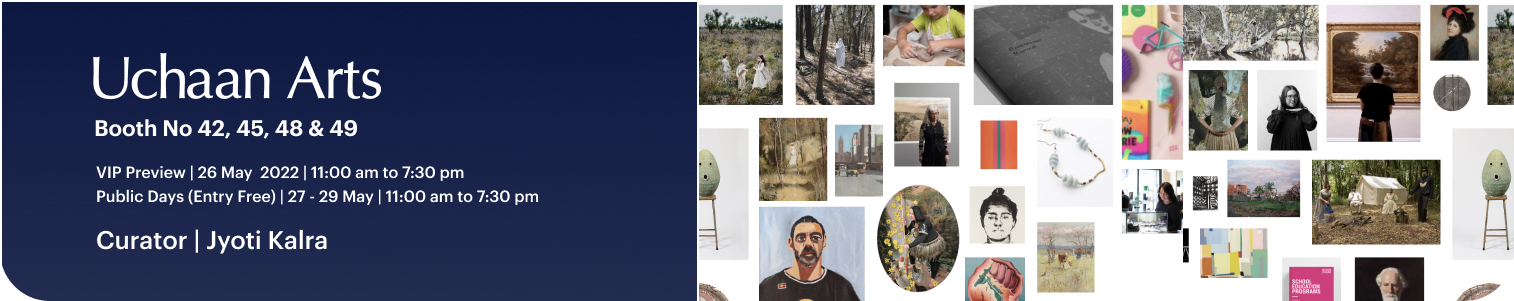 Uchaan Arts
Booth No 42, 45, 48 & 49
VIP Preview | 26 May 2022 | 11:00 am to 7:30 pm
Public Days (Entry Free) | 27 - 29 May | 11:00 am to 7:30 pm
Curator | Jyoti Kalra
SCHOOL
EDUCATION
PROGRAMS